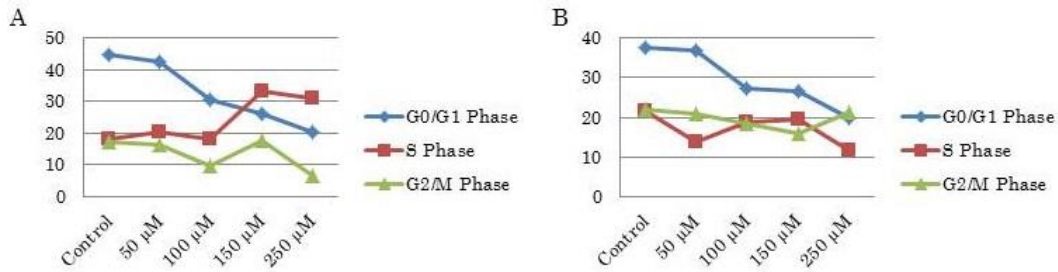 A
50
40
30
20
10
0
Control
50 µM
100 µM
150 µM
250 µM
G0/G1 Phase
S Phase
G2/M Phase
B
40
30
20
10
0
Control
50 µM
100 µM
150 µM
250 µM
G0/G1 Phase
S Phase
G2/M Phase